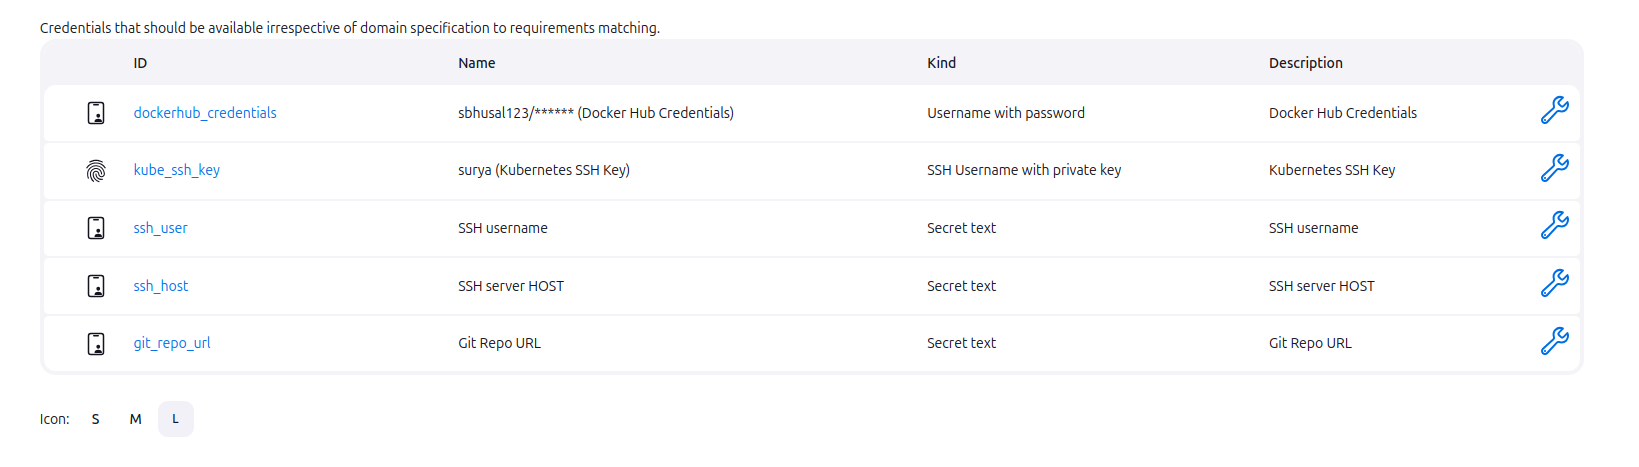 Credentials that should be available irrespective of domain specification to requirements matching.
ID Name Kind Description
dockerhub_credentials sbhusal123/****** (Docker Hub Credentials) Username with password Docker Hub Credentials
kube_ssh_key surya (Kubernetes SSH Key) SSH Username with private key Kubernetes SSH Key
ssh_user SSH username Secret text SSH username
ssh_host SSH server HOST Secret text SSH server HOST
git_repo_url Git Repo URL Secret text Git Repo URL
Icon: S M L